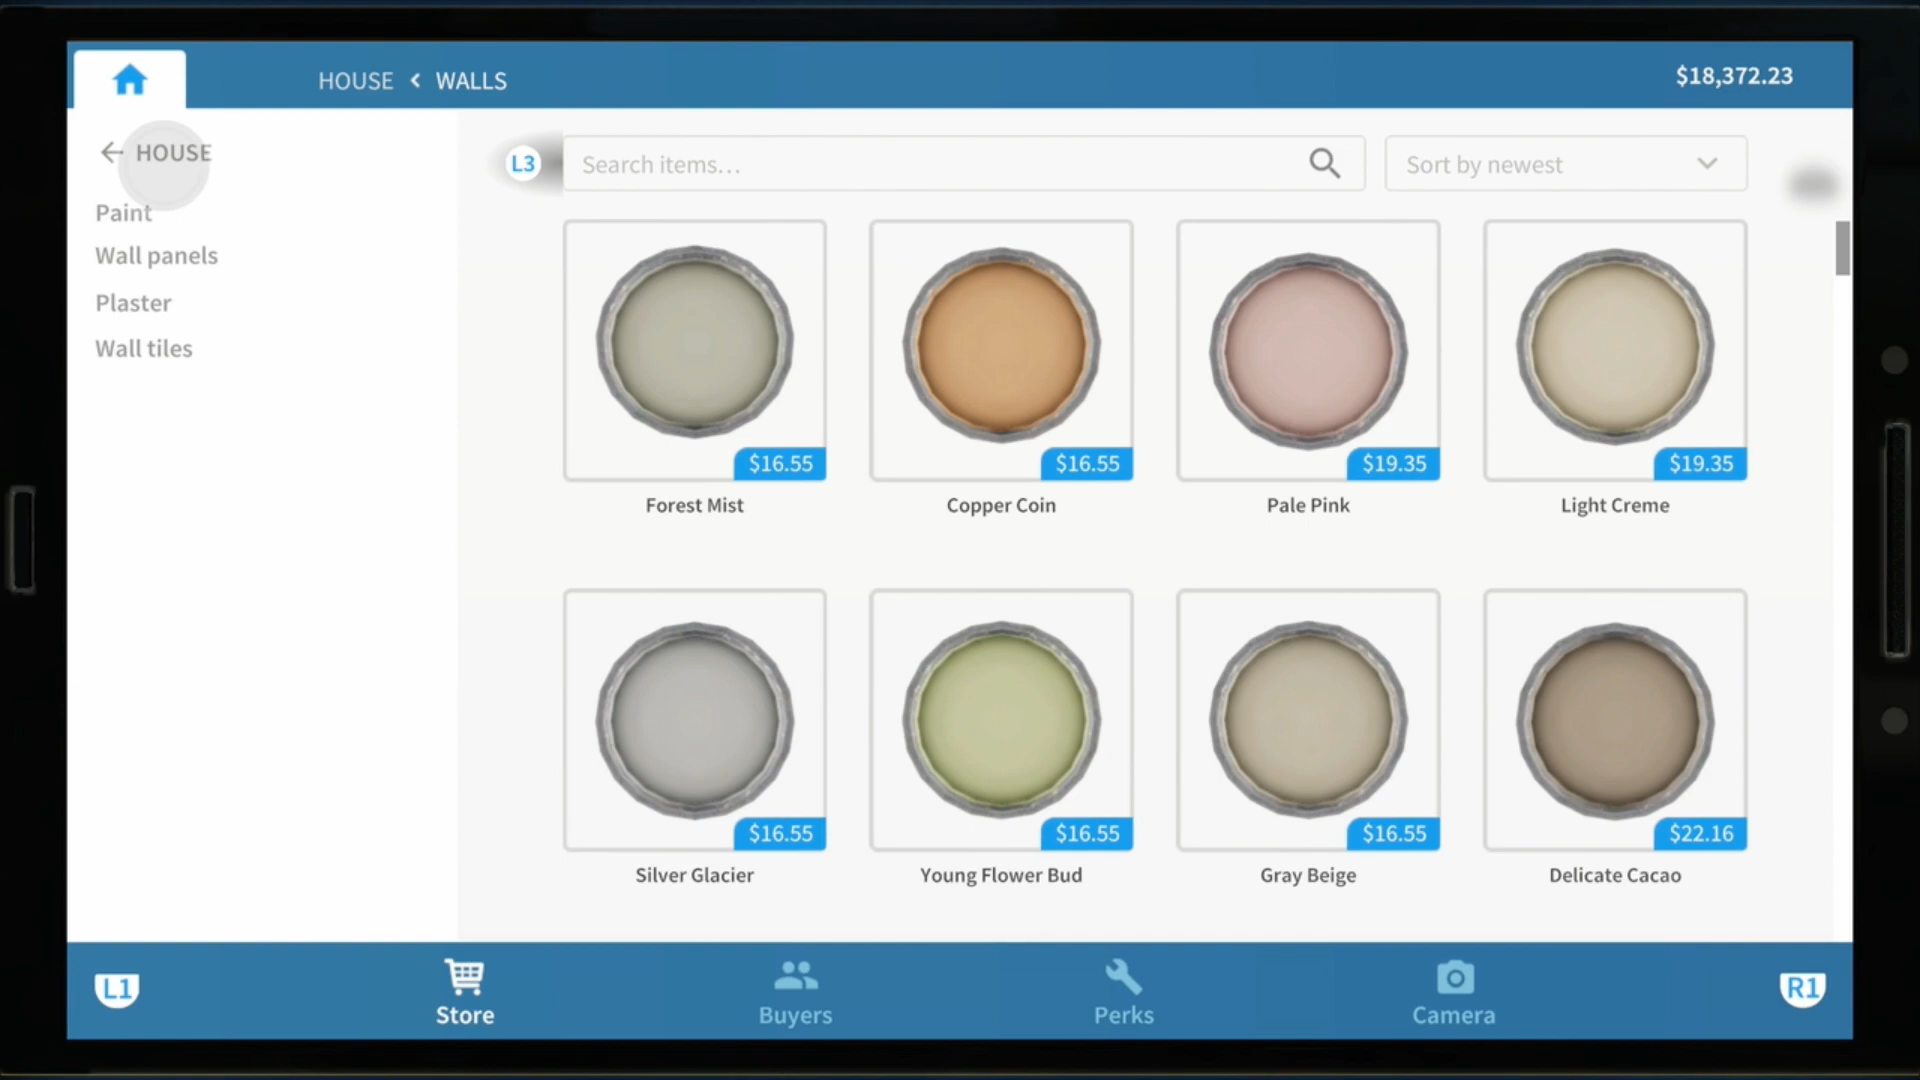 HOUSE < WALLS
$18,372.23
← HOUSE
Paint
Wall panels
Plaster
Wall tiles
L3
Search items...
Sort by newest
$16.55
$16.55
$19.35
$19.35
Forest Mist
Copper Coin
Pale Pink
Light Creme
$16.55
$16.55
$16.55
$22.16
Silver Glacier
Young Flower Bud
Gray Beige
Delicate Cacao
L1
Store
Buyers
Perks
Camera
R1